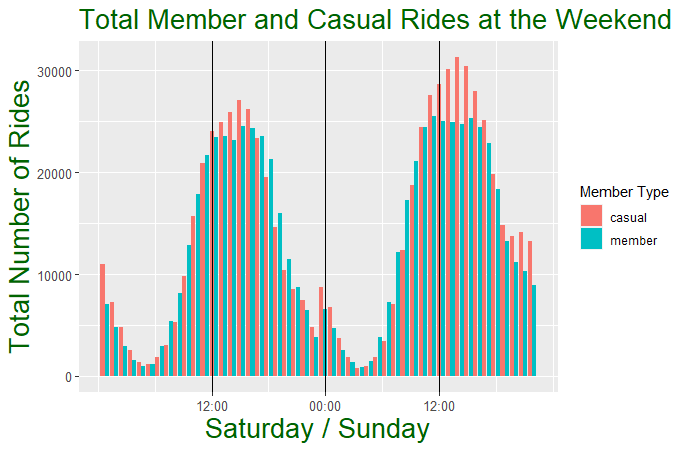 Total Member and Casual Rides at the Weekend
Total Number of Rides
30000
20000
10000
0
12:00 00:00 12:00
Saturday / Sunday
Member Type
casual
member